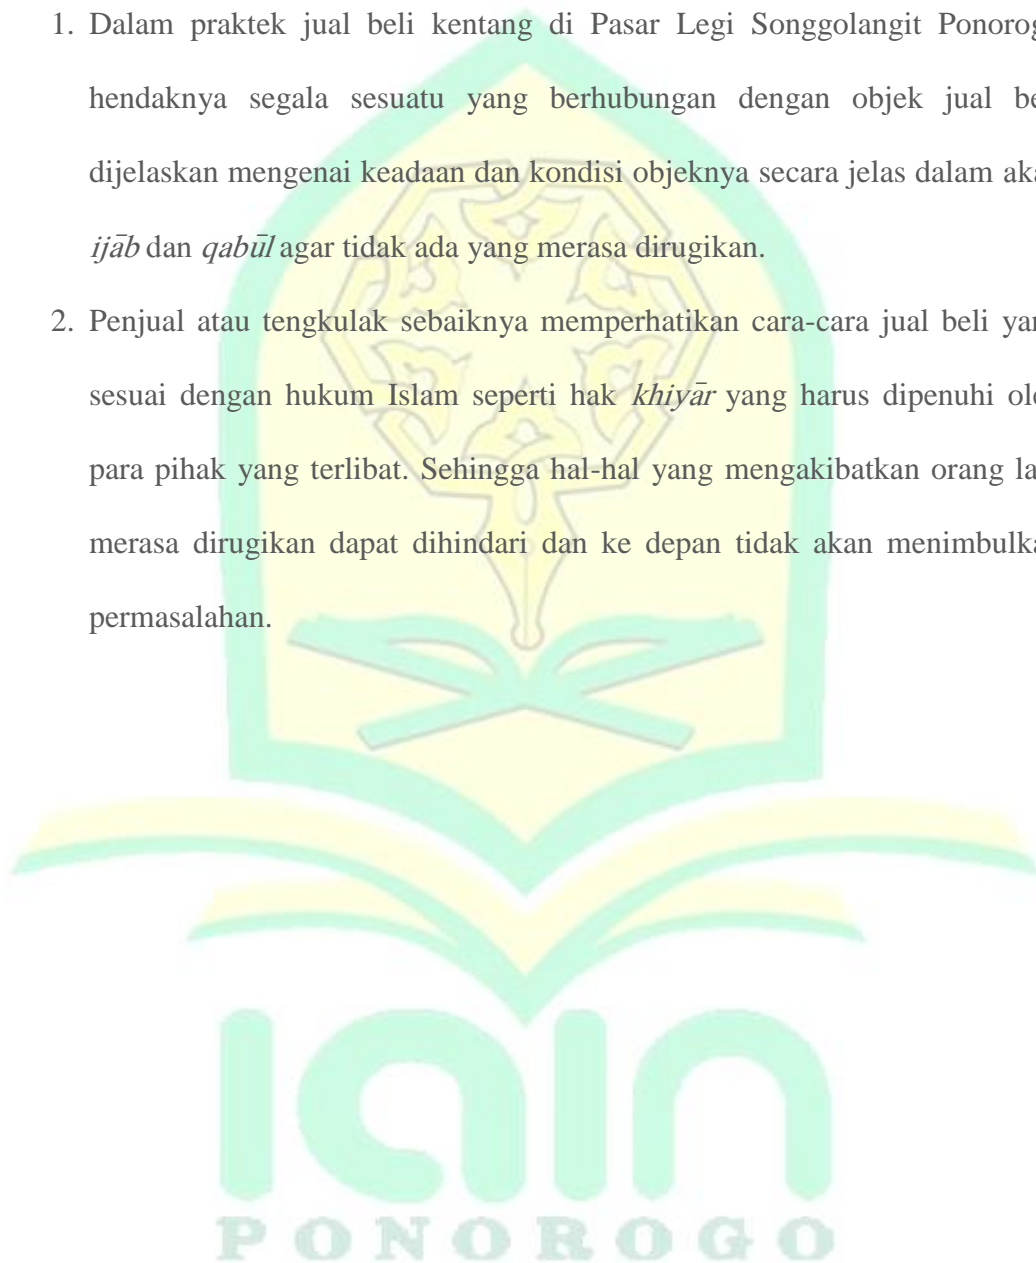 1. Dalam praktek jual beli kentang di Pasar Legi Songgolangit Ponorog
hendaknya segala sesuatu yang berhubungan dengan objek jual be
dijelaskan mengenai keadaan dan kondisi objeknya secara jelas dalam aka
ijāb dan qabūl agar tidak ada yang merasa dirugikan.
2. Penjual atau tengkulak sebaiknya memperhatikan cara-cara jual beli yan
sesuai dengan hukum Islam seperti hak khiyār yang harus dipenuhi ole
para pihak yang terlibat. Sehingga hal-hal yang mengakibatkan orang la
merasa dirugikan dapat dihindari dan ke depan tidak akan menimbulka
permasalahan.
iain
PONOROGO